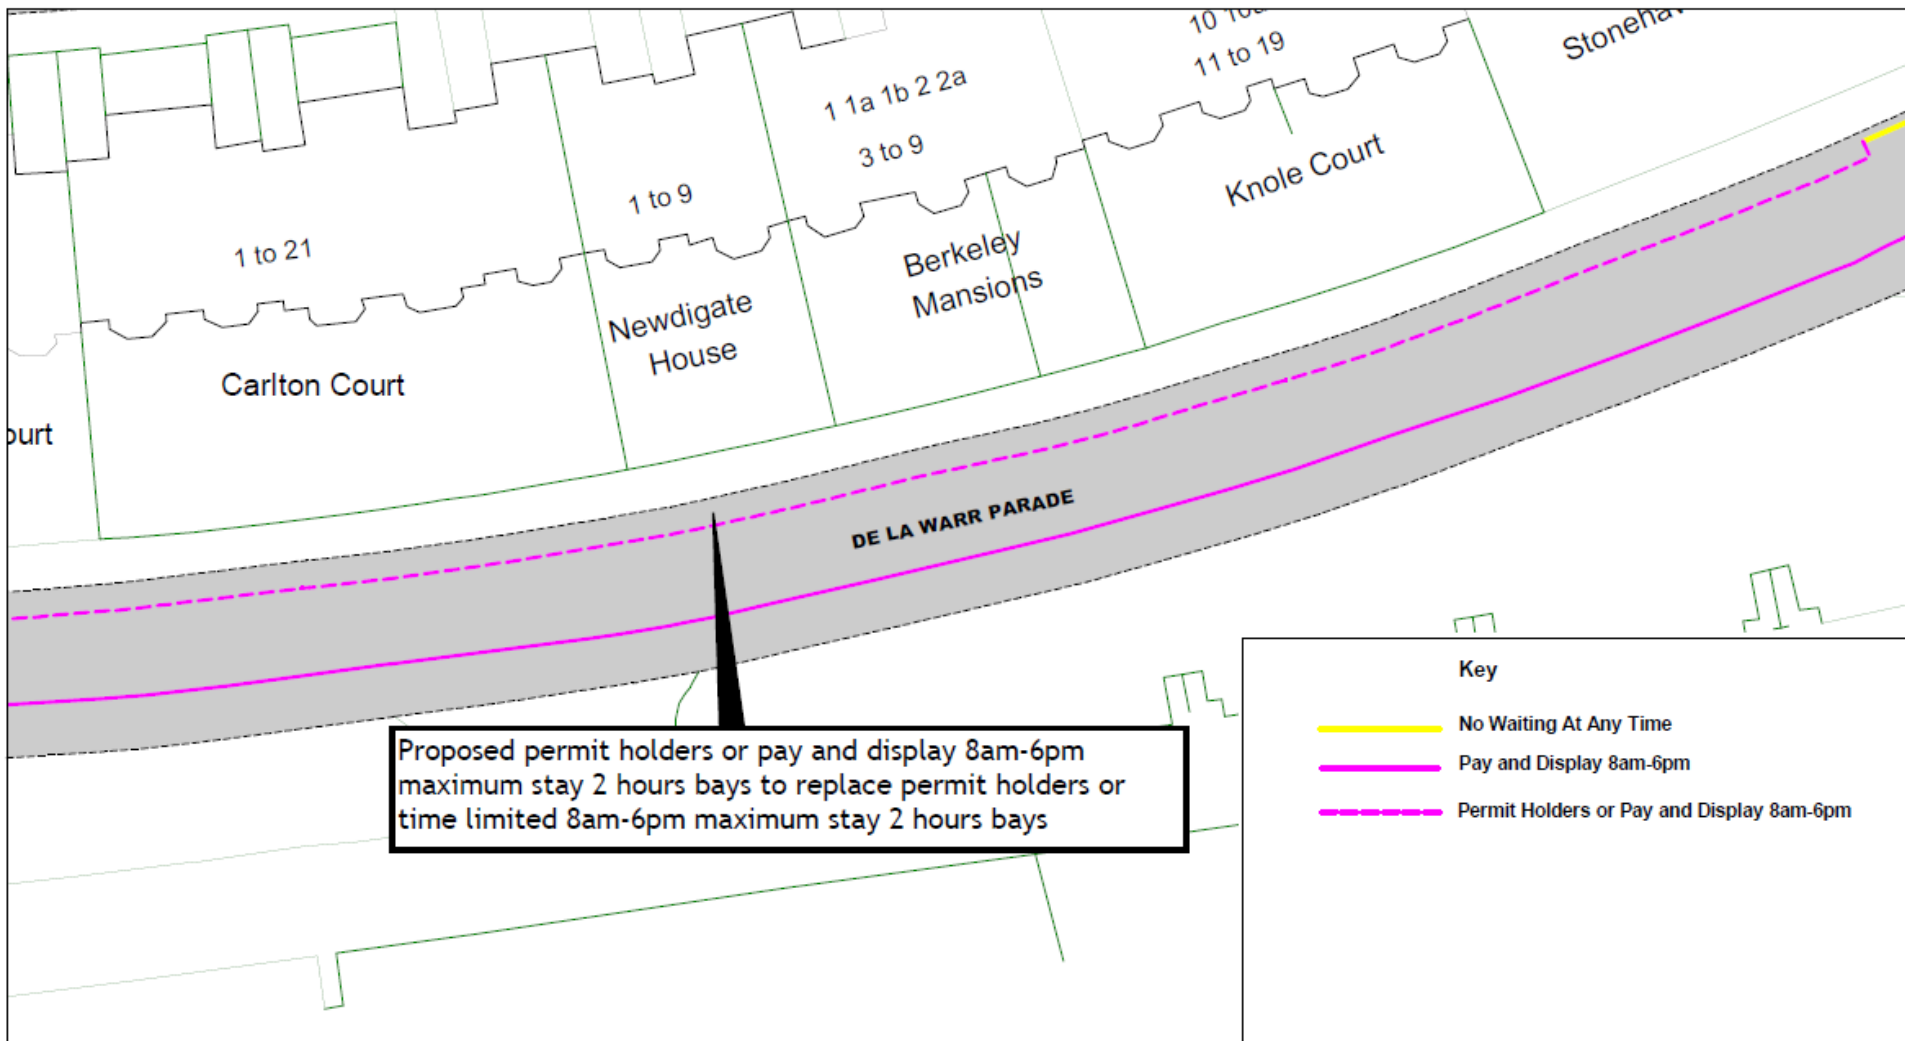 11 to 19
1 1a 1b 2 2a
3 to 9
Knole Court
1 to 9
1 to 21
Berkeley
Mansions
Newdigate
House
Carlton Court
DE LA WARR PARADE
Proposed permit holders or pay and display 8am-6pm
maximum stay 2 hours bays to replace permit holders or
time limited 8am-6pm maximum stay 2 hours bays
Key
No Waiting At Any Time
Pay and Display 8am-6pm
Permit Holders or Pay and Display 8am-6pm